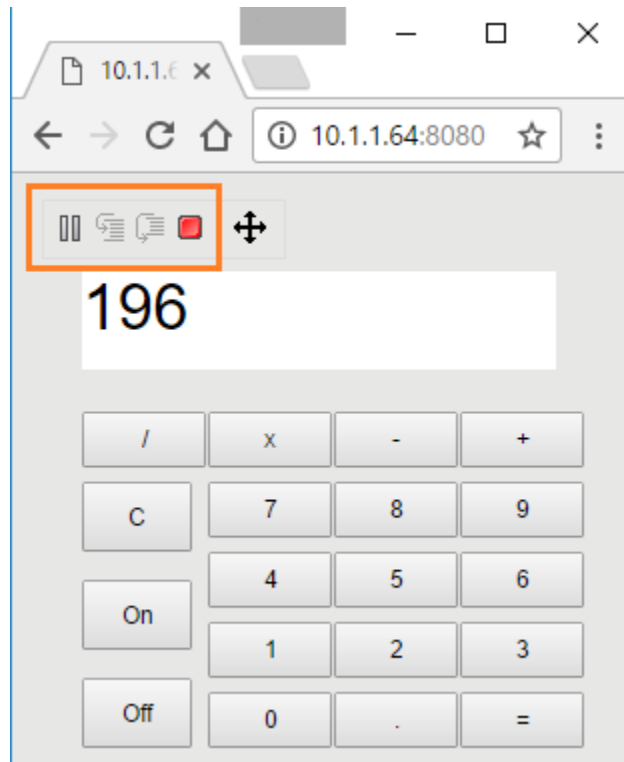 10.1.1.6
10.1.1.64:8080
196
/ x - +
C 7 8 9
4 5 6
On
1 2 3
Off 0 . =